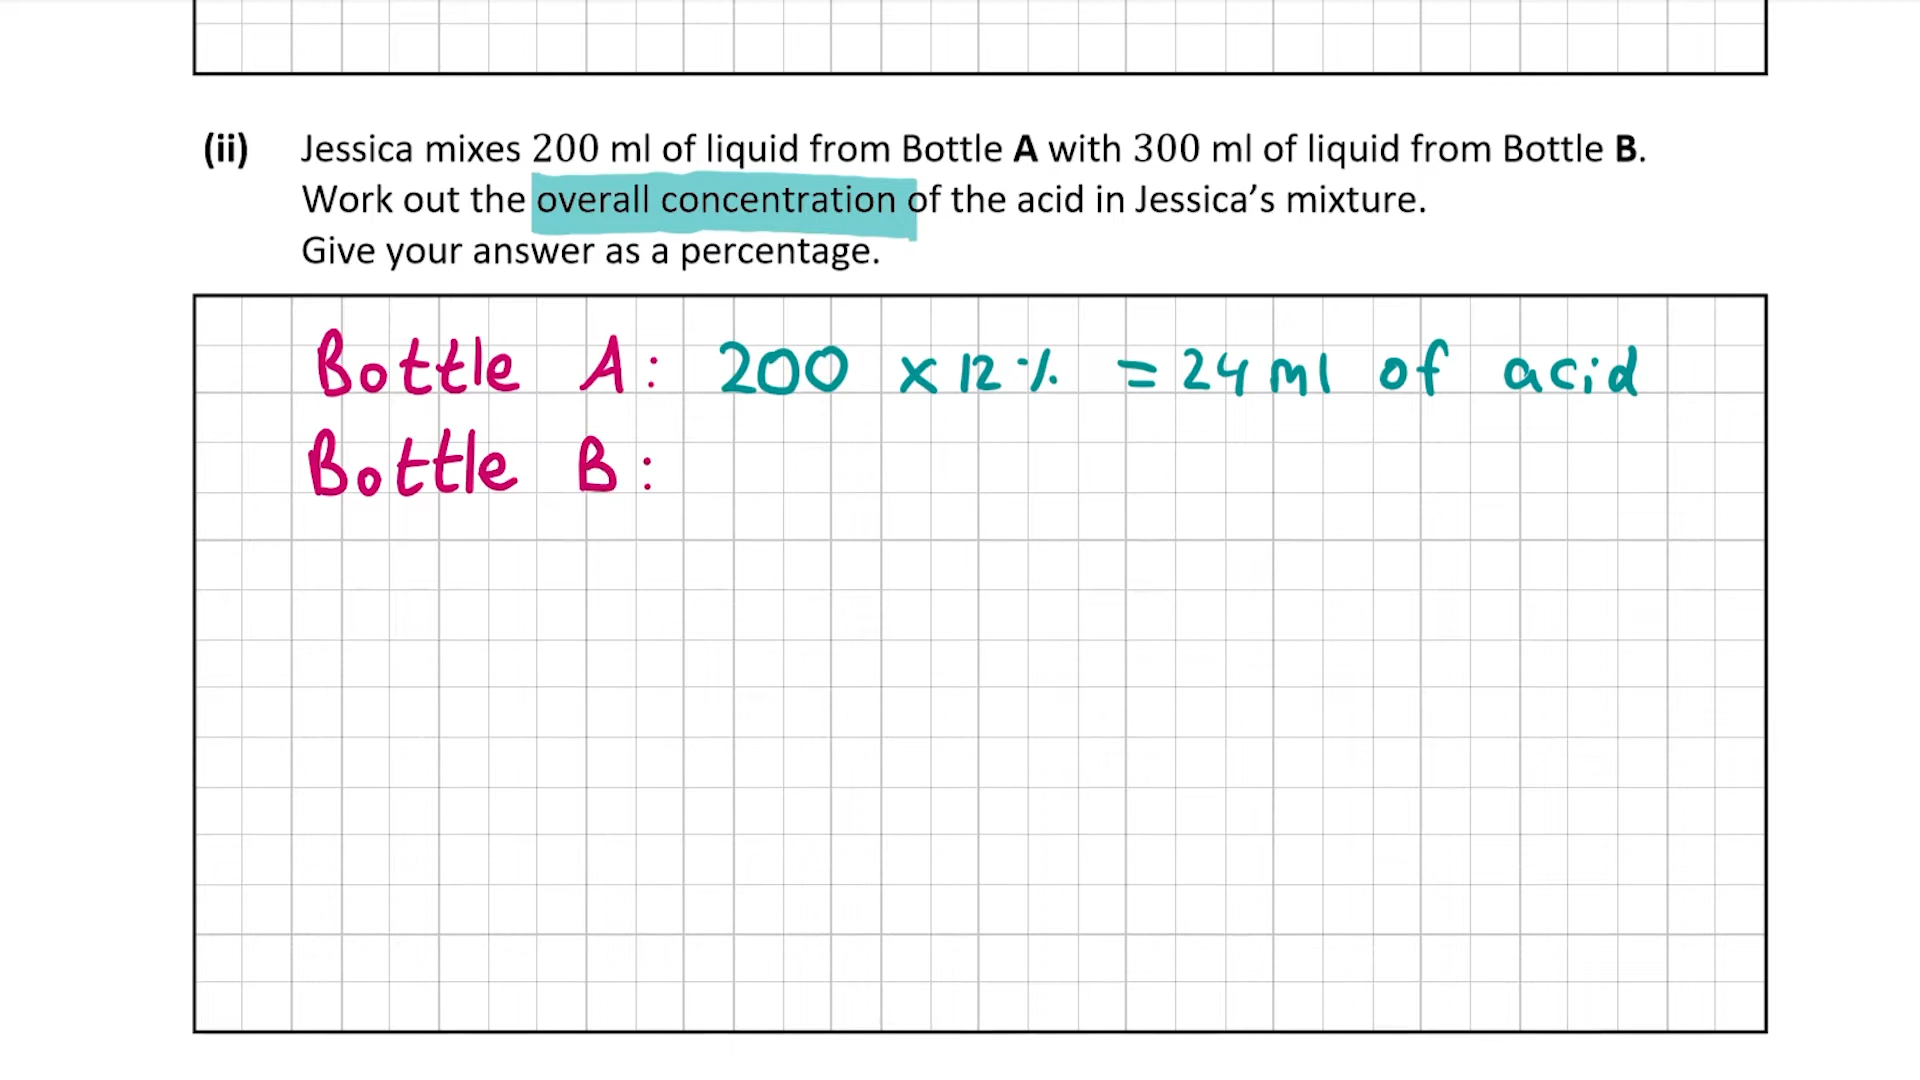 (ii) Jessica mixes 200 ml of liquid from Bottle A with 300 ml of liquid from Bottle B.
Work out the overall concentration of the acid in Jessica’s mixture.
Give your answer as a percentage.
Bottle A: 200 × 12% = 24 ml of acid
Bottle B: